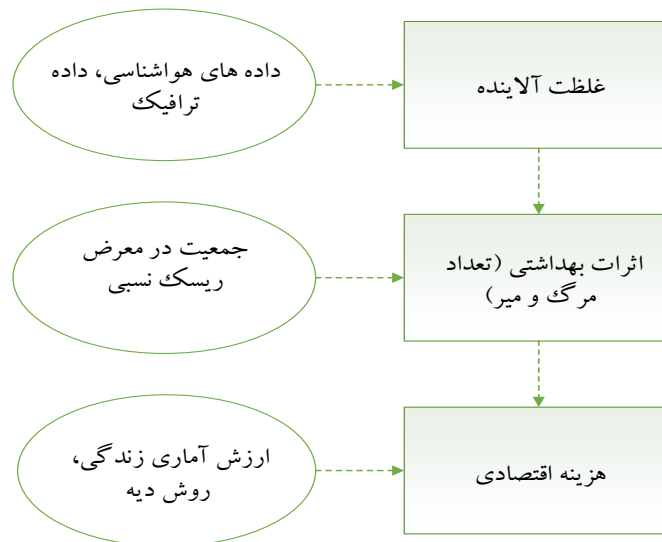 غلظت آلاینده
داده های هواشناسی، داده
ترافیک
اثرات بهداشتی (تعداد
مرگ و میر)
جمعیت در معرض
ریسک نسبی
هزینه اقتصادی
ارزش آماری زندگی،
روش دیه